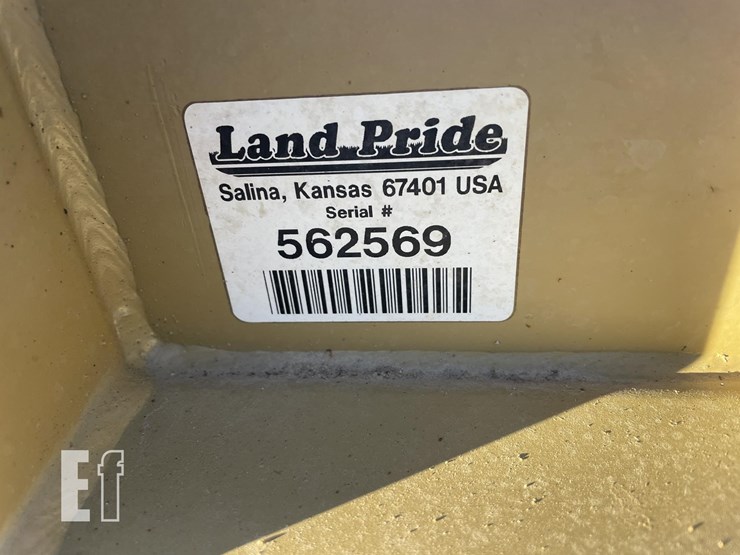 Land Pride
Salina, Kansas 67401 USA
Serial #
562569
Ef